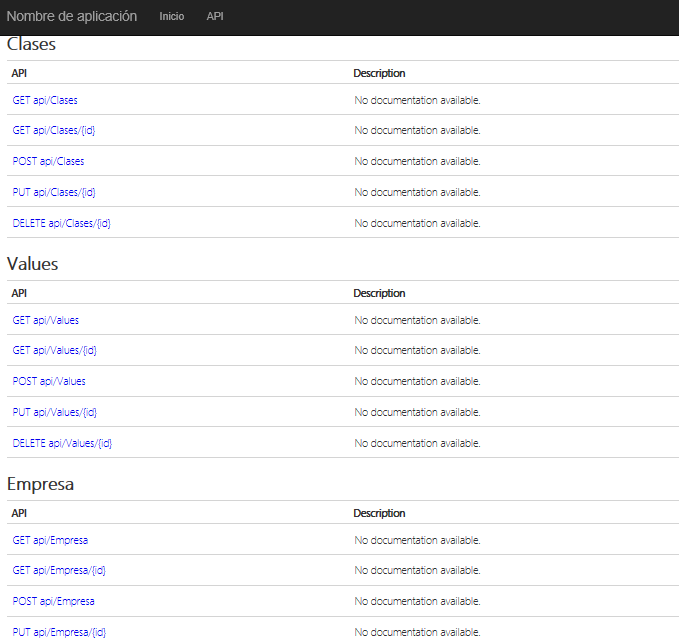 Nombre de aplicación Inicio API
Clases
API Description
GET api/Clases No documentation available.
GET api/Clases/{id} No documentation available.
POST api/Clases No documentation available.
PUT api/Clases/{id} No documentation available.
DELETE api/Clases/{id} No documentation available.
Values
API Description
GET api/Values No documentation available.
GET api/Values/{id} No documentation available.
POST api/Values No documentation available.
PUT api/Values/{id} No documentation available.
DELETE api/Values/{id} No documentation available.
Empresa
API Description
GET api/Empresa No documentation available.
GET api/Empresa/{id} No documentation available.
POST api/Empresa No documentation available.
PUT api/Empresa/{id} No documentation available.